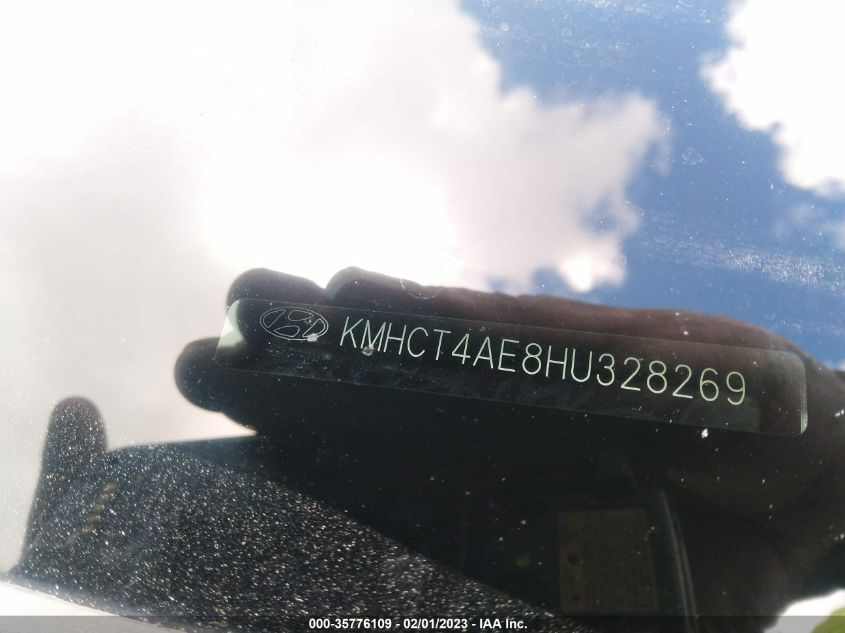 KMHCT4AE8HU328269
000-35776109 - 02/01/2023 - IAA Inc.